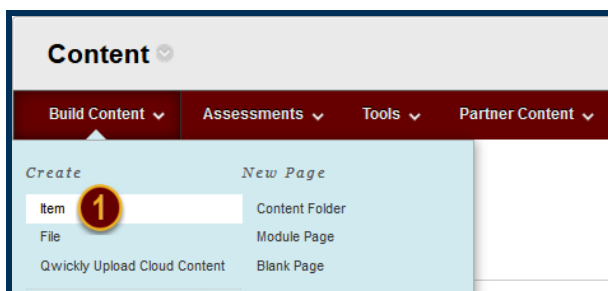 Content
Build Content Assessments Tools Partner Content
Create New Page
Item 1 Content Folder
File Module Page
Qwickly Upload Cloud Content Blank Page